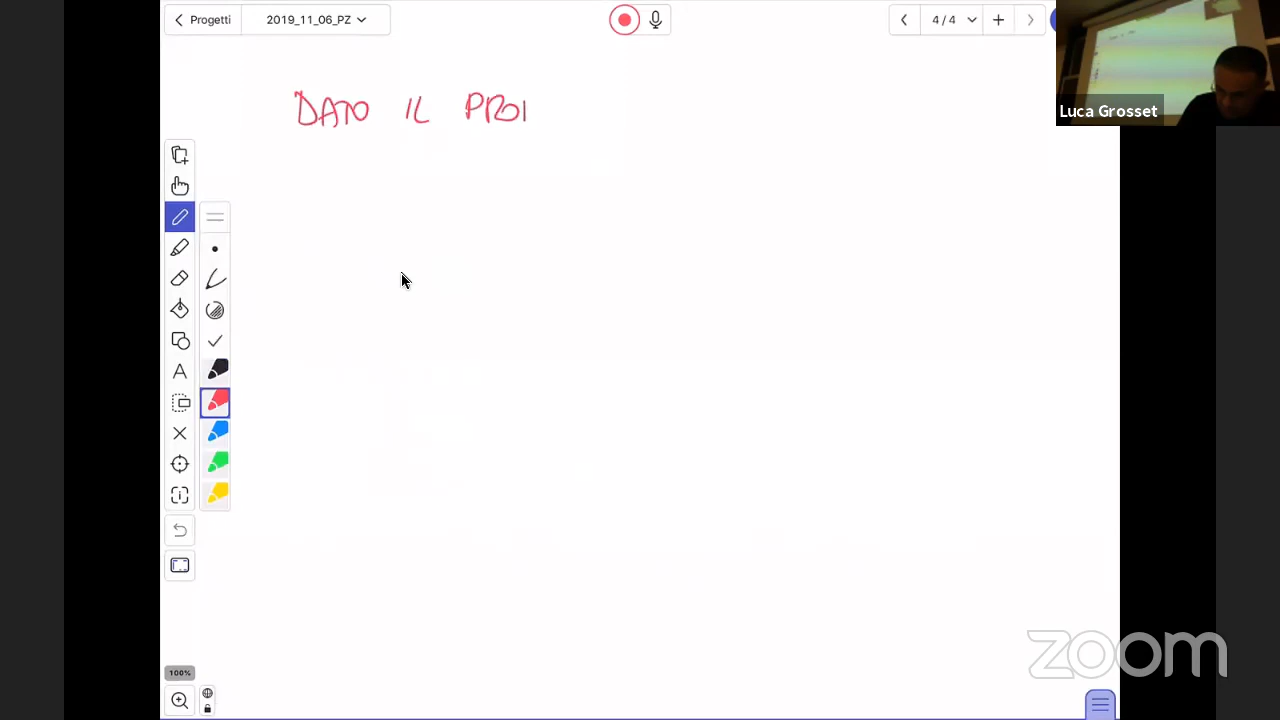 Progetti 2019_11_06_PZ 4/4
Luca Grosset
DATO IL PROI
A
100%
zoom